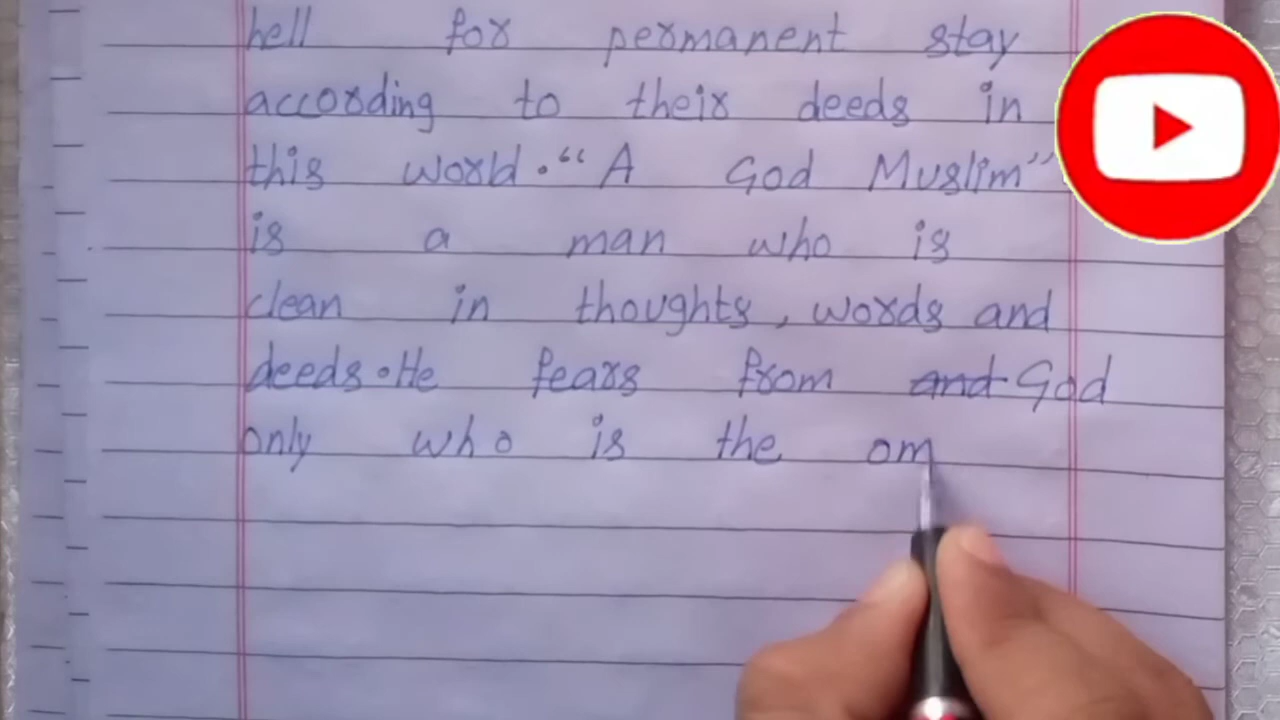 hell for permanent stay
according to their deeds in
this world. “A God Muslim”
is a man who is
clean in thoughts, words and
deeds. He fears from ~~and~~ God
only who is the om